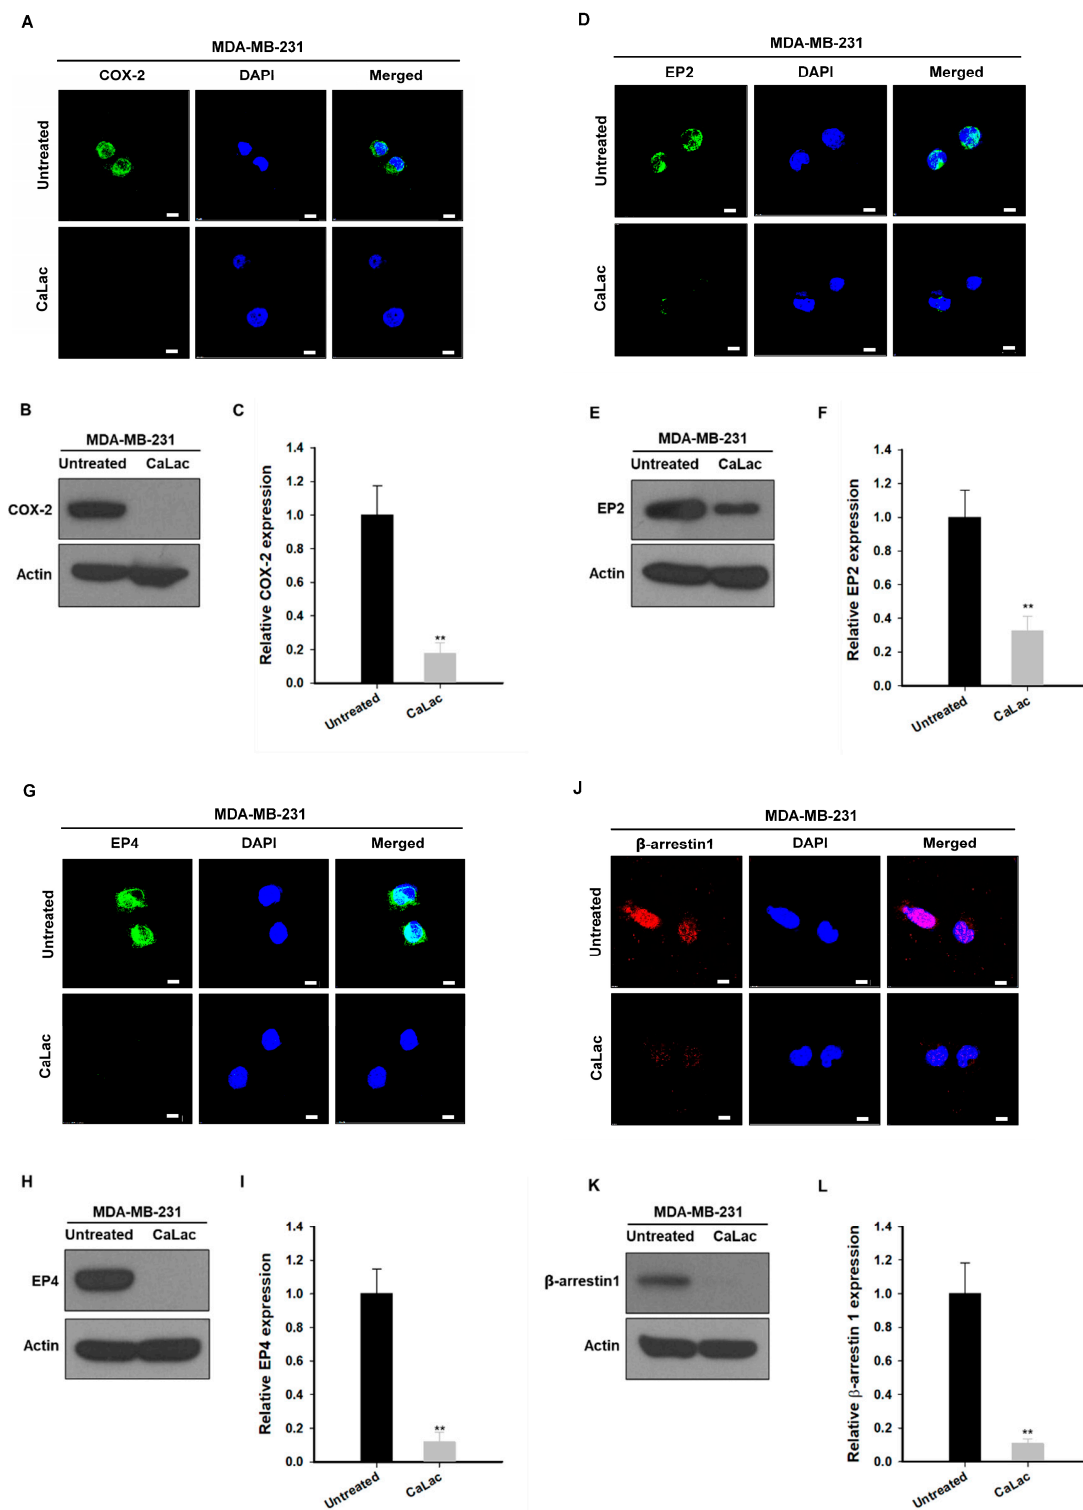 A
MDA-MB-231
COX-2 DAPI Merged
Untreated
CaLac
D
MDA-MB-231
EP2 DAPI Merged
Untreated
CaLac
B
MDA-MB-231
Untreated CaLac
COX-2
Actin
C
Relative COX-2 expression
1.4
1.2
1.0
0.8
0.6
0.4
0.2
0.0
**
Untreated
CaLac
E
MDA-MB-231
Untreated CaLac
EP2
Actin
F
Relative EP2 expression
1.4
1.2
1.0
0.8
0.6
0.4
0.2
0.0
**
Untreated
CaLac
G
MDA-MB-231
EP4 DAPI Merged
Untreated
CaLac
J
MDA-MB-231
β-arrestin1 DAPI Merged
Untreated
CaLac
H
MDA-MB-231
Untreated CaLac
EP4
Actin
I
Relative EP4 expression
1.4
1.2
1.0
0.8
0.6
0.4
0.2
0.0
**
Untreated
CaLac
K
MDA-MB-231
Untreated CaLac
β-arrestin1
Actin
L
Relative β-arrestin 1 expression
1.4
1.2
1.0
0.8
0.6
0.4
0.2
0.0
**
Untreated
CaLac